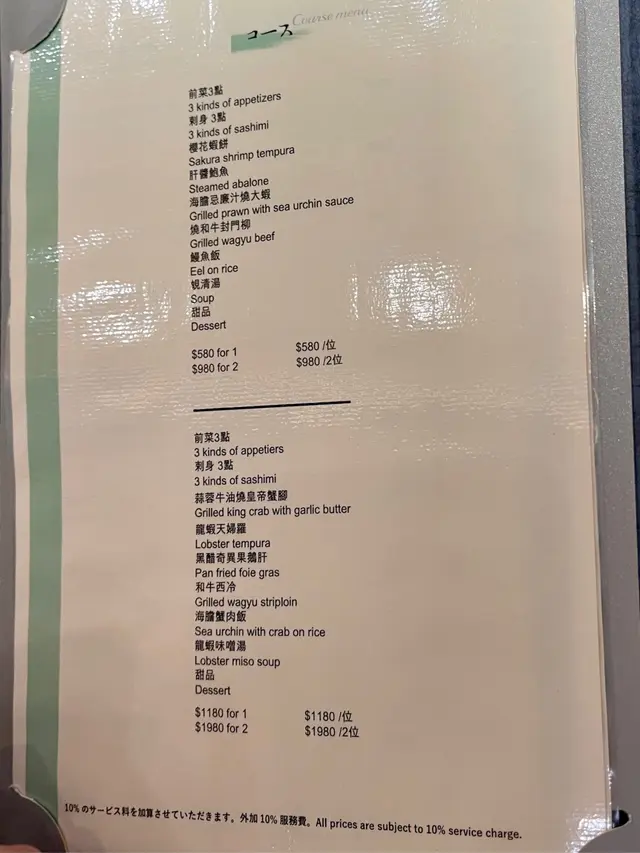 Course menu
コース
前菜3點
3 kinds of appetizers
刺身 3點
3 kinds of sashimi
櫻花蝦餅
Sakura shrimp tempura
肝醬鮑魚
Steamed abalone
海膽忌廉汁燒大蝦
Grilled prawn with sea urchin sauce
燒和牛封門柳
Grilled wagyu beef
鰻魚飯
Eel on rice
蜆清湯
Soup
甜品
Dessert
$580 for 1 $580 /位
$980 for 2 $980 /2位
前菜3點
3 kinds of appetiers
刺身 3點
3 kinds of sashimi
蒜蓉牛油燒皇帝蟹腳
Grilled king crab with garlic butter
龍蝦天婦羅
Lobster tempura
黑醋奇異果鵝肝
Pan fried foie gras
和牛西冷
Grilled wagyu striploin
海膽蟹肉飯
Sea urchin with crab on rice
龍蝦味噌湯
Lobster miso soup
甜品
Dessert
$1180 for 1 $1180 /位
$1980 for 2 $1980 /2位
10% のサービス料を加算させていただきます。外加 10% 服務費。All prices are subject to 10% service charge.